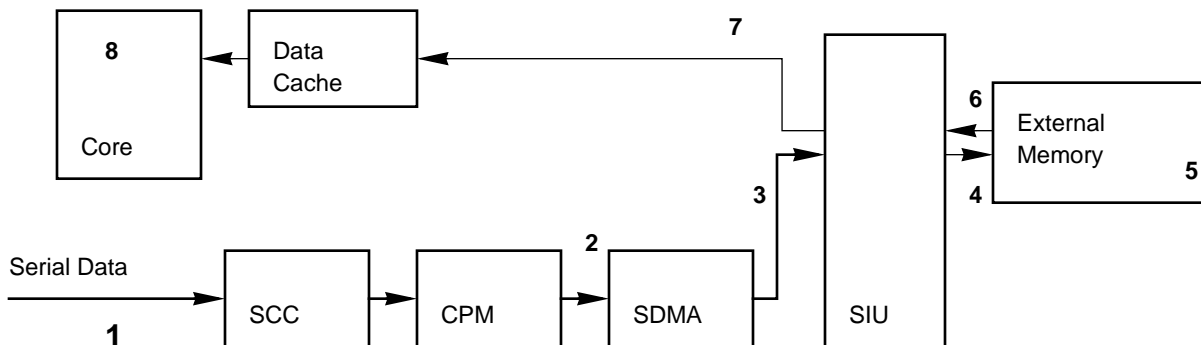 7
8
Data
Cache
6
External
Memory
Core
5
3
4
2
Serial Data
SCC
CPM
SDMA
SIU
1